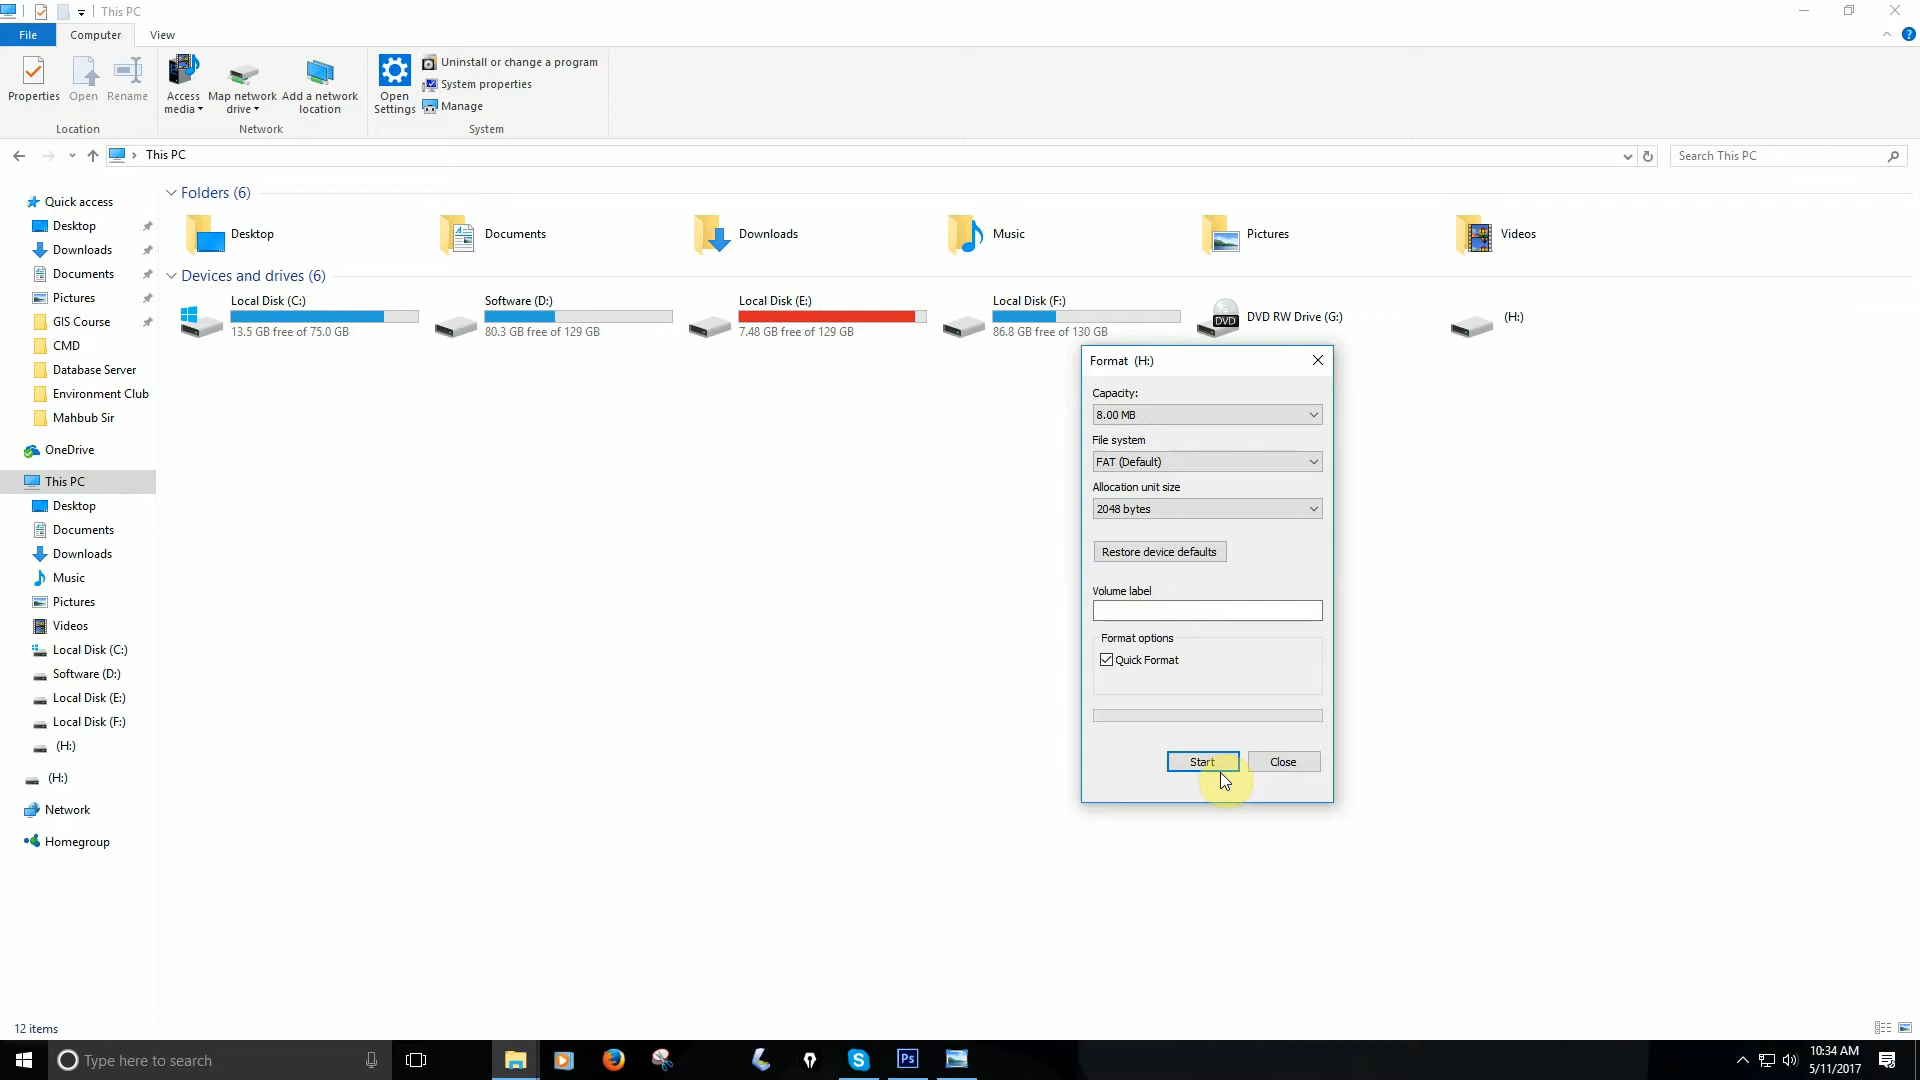 This PC
File
Computer
View
Properties
Open
Rename
Access media
Map network drive
Add a network location
Open Settings
Uninstall or change a program
System properties
Manage
Location
Network
System
This PC
Search This PC
Quick access
Desktop
Downloads
Documents
Pictures
GIS Course
CMD
Database Server
Environment Club
Mahbub Sir
OneDrive
This PC
Desktop
Documents
Downloads
Music
Pictures
Videos
Local Disk (C:)
Software (D:)
Local Disk (E:)
Local Disk (F:)
(H:)
(H:)
Network
Homegroup
Folders (6)
Desktop
Documents
Downloads
Music
Pictures
Videos
Devices and drives (6)
Local Disk (C:)
13.5 GB free of 75.0 GB
Software (D:)
80.3 GB free of 129 GB
Local Disk (E:)
7.48 GB free of 129 GB
Local Disk (F:)
86.8 GB free of 130 GB
DVD
DVD RW Drive (G:)
(H:)
Format (H:)
Capacity:
8.00 MB
File system
FAT (Default)
Allocation unit size
2048 bytes
Restore device defaults
Volume label
Format options
Quick Format
Start
Close
12 items
Type here to search
Ps
10:34 AM
5/11/2017